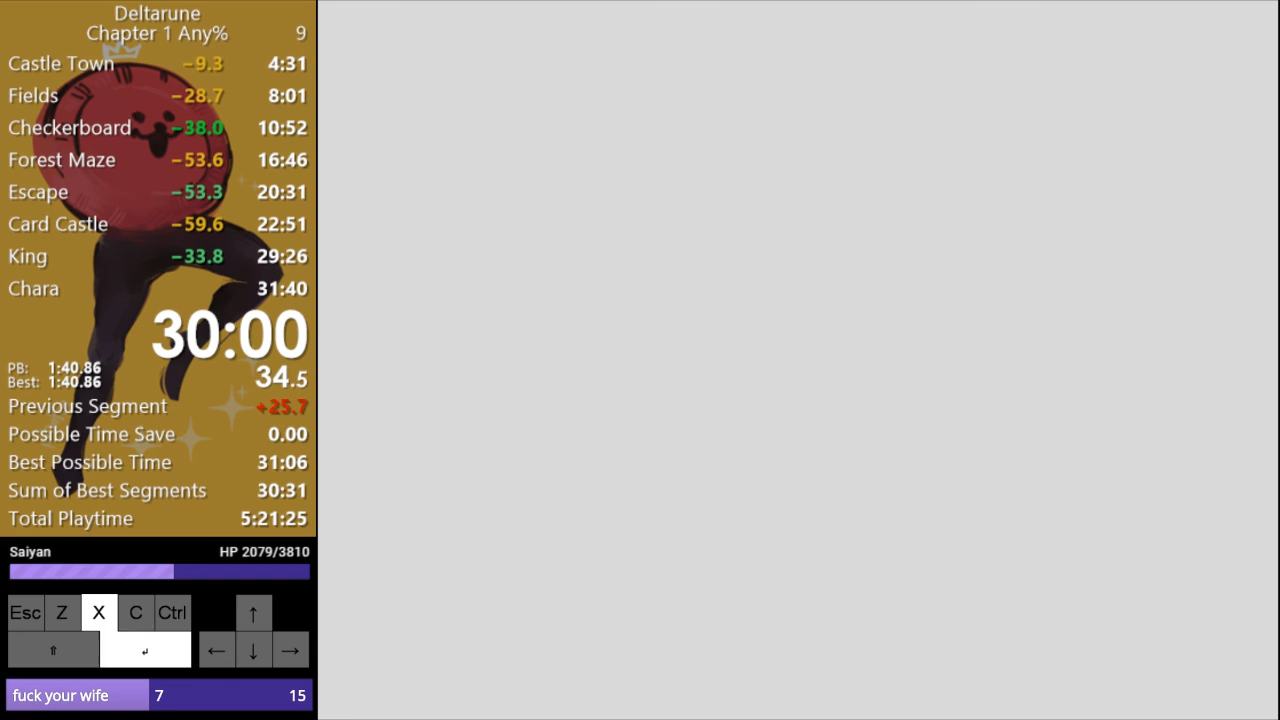 Deltarune
Chapter 1 Any% 9
Castle Town -9.3 4:31
Fields -28.7 8:01
Checkerboard -38.0 10:52
Forest Maze -53.6 16:46
Escape -53.3 20:31
Card Castle -59.6 22:51
King -33.8 29:26
Chara 31:40
30:00
PB: 1:40.86
Best: 1:40.86 34.5
Previous Segment +25.7
Possible Time Save 0.00
Best Possible Time 31:06
Sum of Best Segments 30:31
Total Playtime 5:21:25
Saiyan HP 2079/3810
Esc Z X C Ctrl ↑
⇧ ↲ ← ↓ →
fuck your wife 7 15